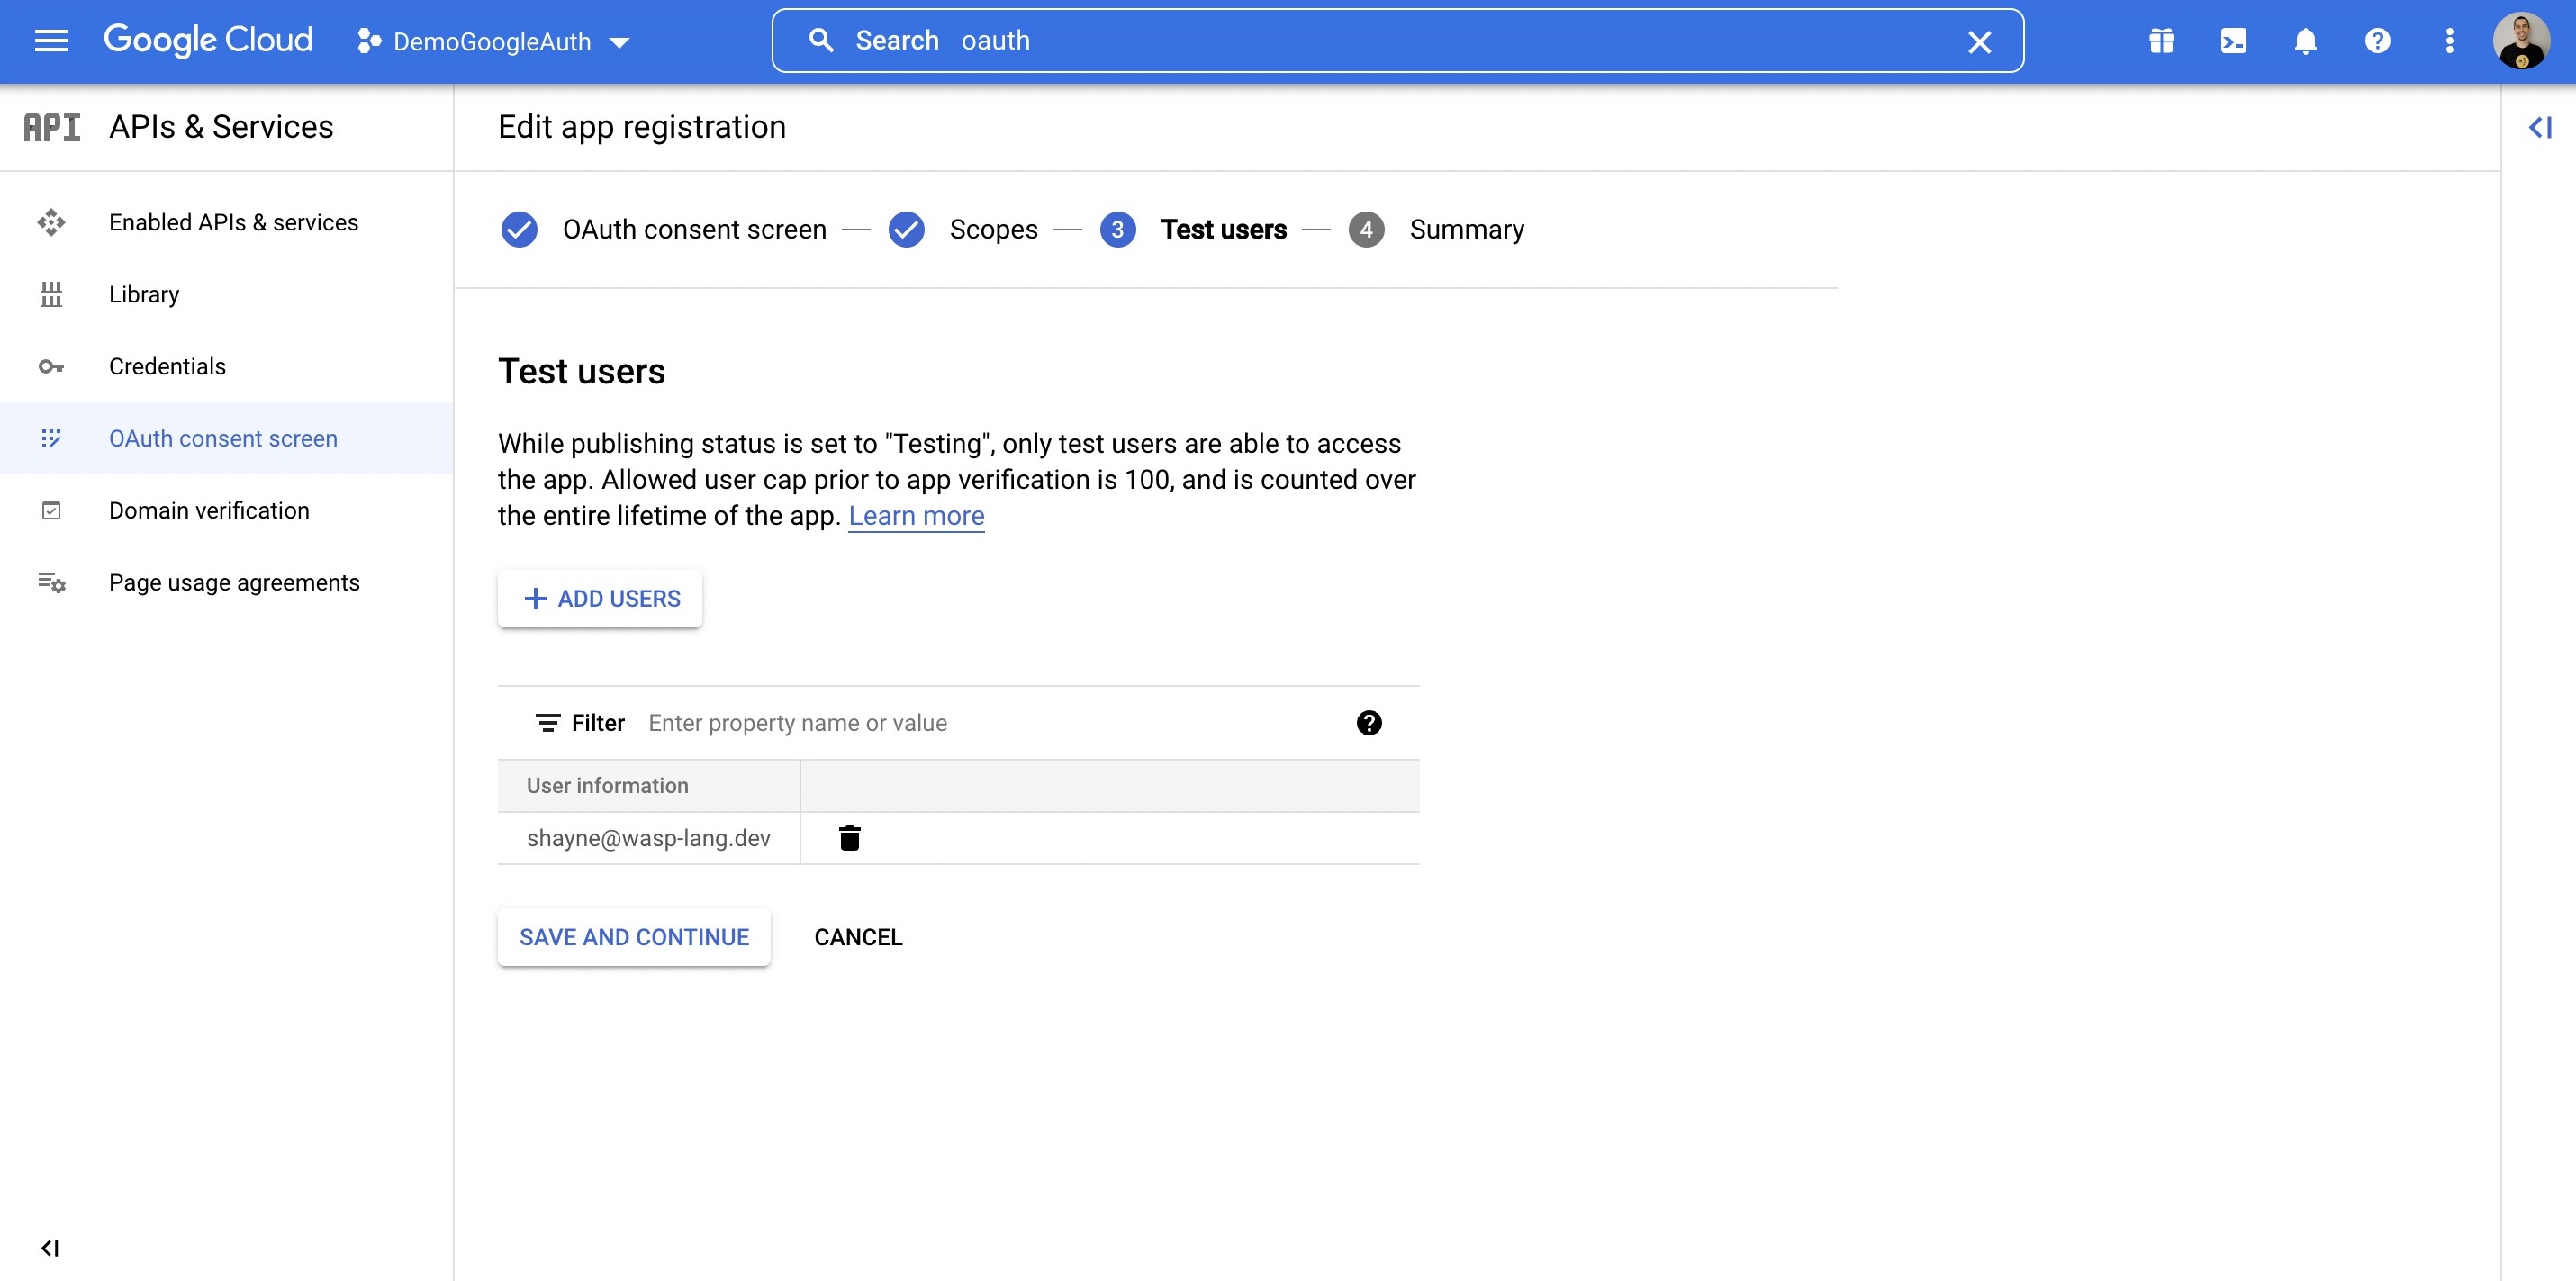 Google Cloud
DemoGoogleAuth
Search oauth
API APIs & Services
Edit app registration
Enabled APIs & services
Library
Credentials
OAuth consent screen
Domain verification
Page usage agreements
OAuth consent screen — Scopes — 3 Test users — 4 Summary
Test users
While publishing status is set to "Testing", only test users are able to access
the app. Allowed user cap prior to app verification is 100, and is counted over
the entire lifetime of the app. Learn more
ADD USERS
Filter Enter property name or value
User information
shayne@wasp-lang.dev
SAVE AND CONTINUE CANCEL